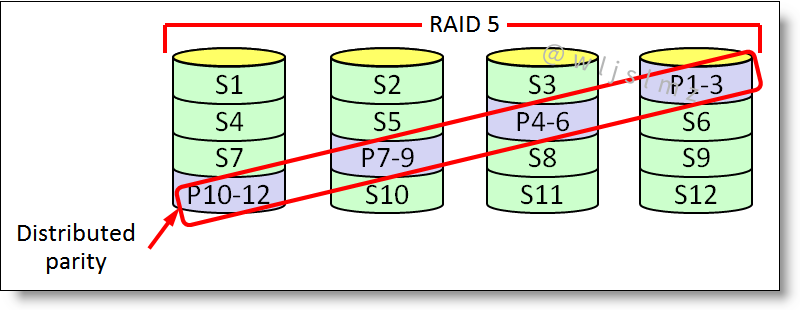 RAID 5
S1 S2 S3 P1-3
S4 S5 P4-6 S6
S7 P7-9 S8 S9
P10-12 S10 S11 S12
Distributed
parity
@wljslmz